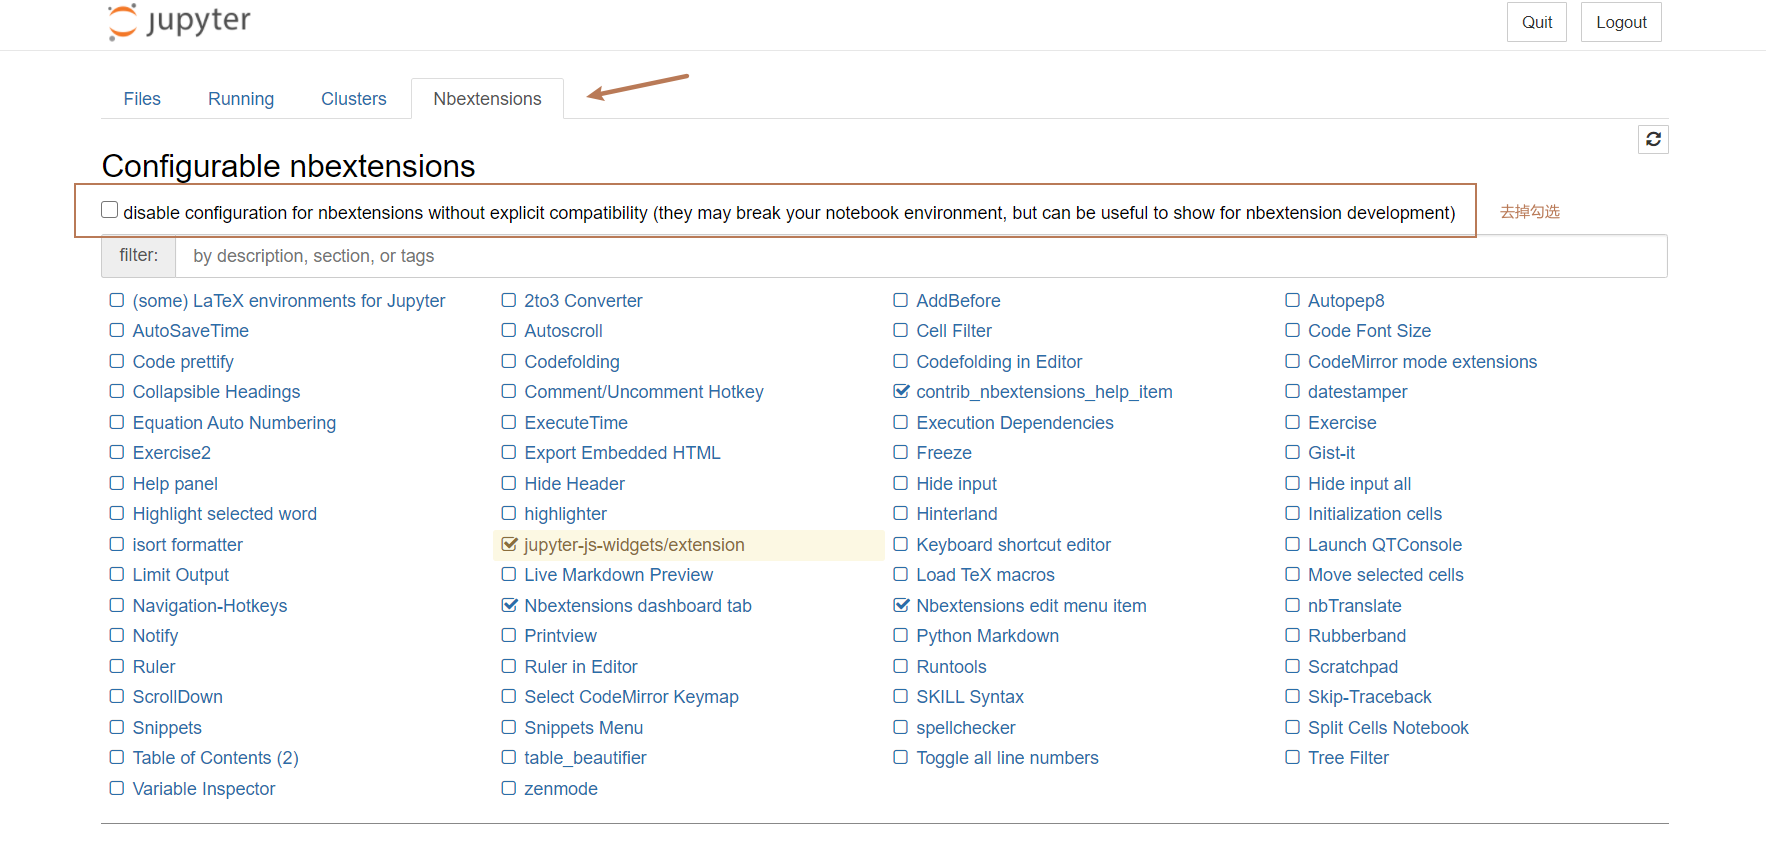 jupyter
Quit Logout
Files Running Clusters Nbextensions
Configurable nbextensions
disable configuration for nbextensions without explicit compatibility (they may break your notebook environment, but can be useful to show for nbextension development) 去掉勾选
filter: by description, section, or tags
(some) LaTeX environments for Jupyter 2to3 Converter AddBefore Autopep8
AutoSaveTime Autoscroll Cell Filter Code Font Size
Code prettify Codefolding Codefolding in Editor CodeMirror mode extensions
Collapsible Headings Comment/Uncomment Hotkey contrib_nbextensions_help_item datestamper
Equation Auto Numbering ExecuteTime Execution Dependencies Exercise
Exercise2 Export Embedded HTML Freeze Gist-it
Help panel Hide Header Hide input Hide input all
Highlight selected word highlighter Hinterland Initialization cells
isort formatter jupyter-js-widgets/extension Keyboard shortcut editor Launch QTConsole
Limit Output Live Markdown Preview Load TeX macros Move selected cells
Navigation-Hotkeys Nbextensions dashboard tab Nbextensions edit menu item nbTranslate
Notify Printview Python Markdown Rubberband
Ruler Ruler in Editor Runtools Scratchpad
ScrollDown Select CodeMirror Keymap SKILL Syntax Skip-Traceback
Snippets Snippets Menu spellchecker Split Cells Notebook
Table of Contents (2) table_beautifier Toggle all line numbers Tree Filter
Variable Inspector zenmode